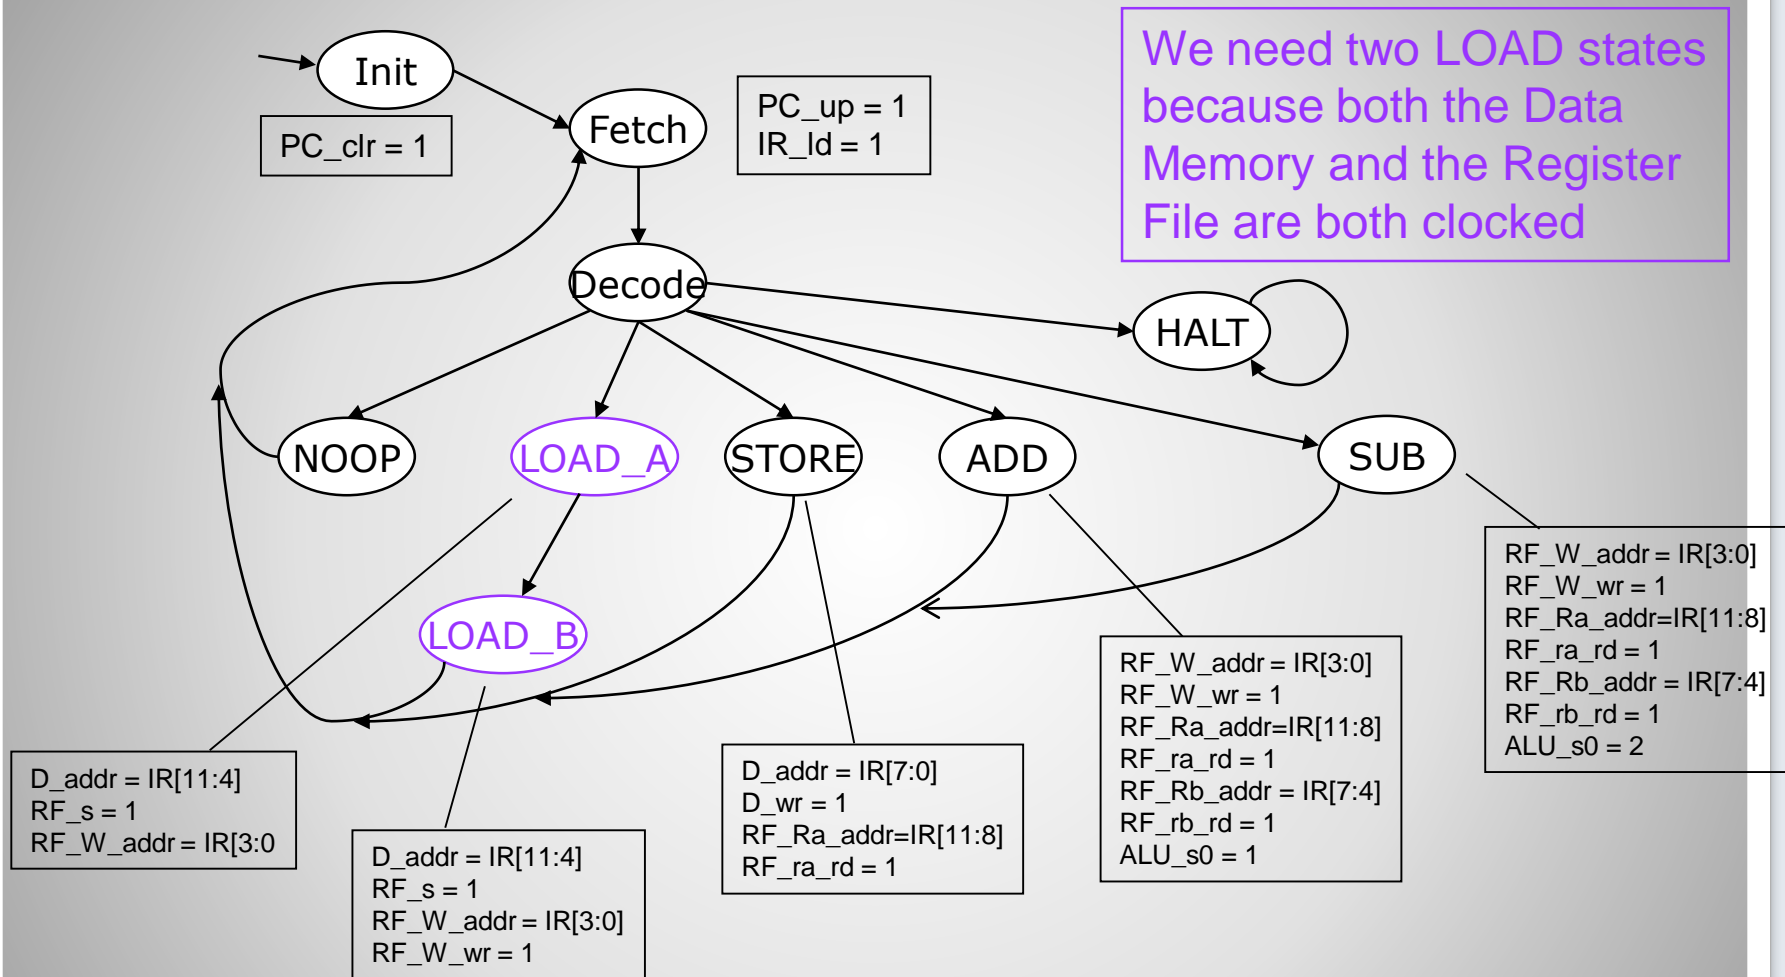 We need two LOAD states
because both the Data
Memory and the Register
File are both clocked
Init
PC_clr = 1
Fetch
PC_up = 1
IR_ld = 1
Decode
HALT
NOOP
LOAD_A
STORE
ADD
SUB
LOAD_B
D_addr = IR[11:4]
RF_s = 1
RF_W_addr = IR[3:0
D_addr = IR[11:4]
RF_s = 1
RF_W_addr = IR[3:0]
RF_W_wr = 1
D_addr = IR[7:0]
D_wr = 1
RF_Ra_addr=IR[11:8]
RF_ra_rd = 1
RF_W_addr = IR[3:0]
RF_W_wr = 1
RF_Ra_addr=IR[11:8]
RF_ra_rd = 1
RF_Rb_addr = IR[7:4]
RF_rb_rd = 1
ALU_s0 = 1
RF_W_addr = IR[3:0]
RF_W_wr = 1
RF_Ra_addr=IR[11:8]
RF_ra_rd = 1
RF_Rb_addr = IR[7:4]
RF_rb_rd = 1
ALU_s0 = 2